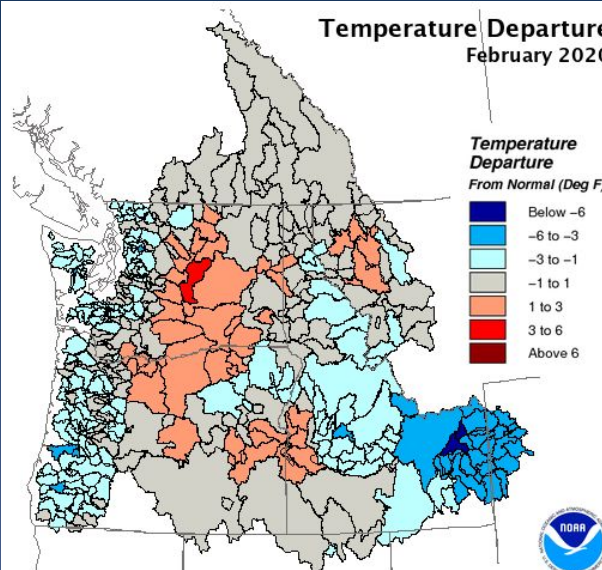 Temperature Departure
February 2020
Temperature
Departure
From Normal (Deg F)
Below -6
-6 to -3
-3 to -1
-1 to 1
1 to 3
3 to 6
Above 6
NOAA